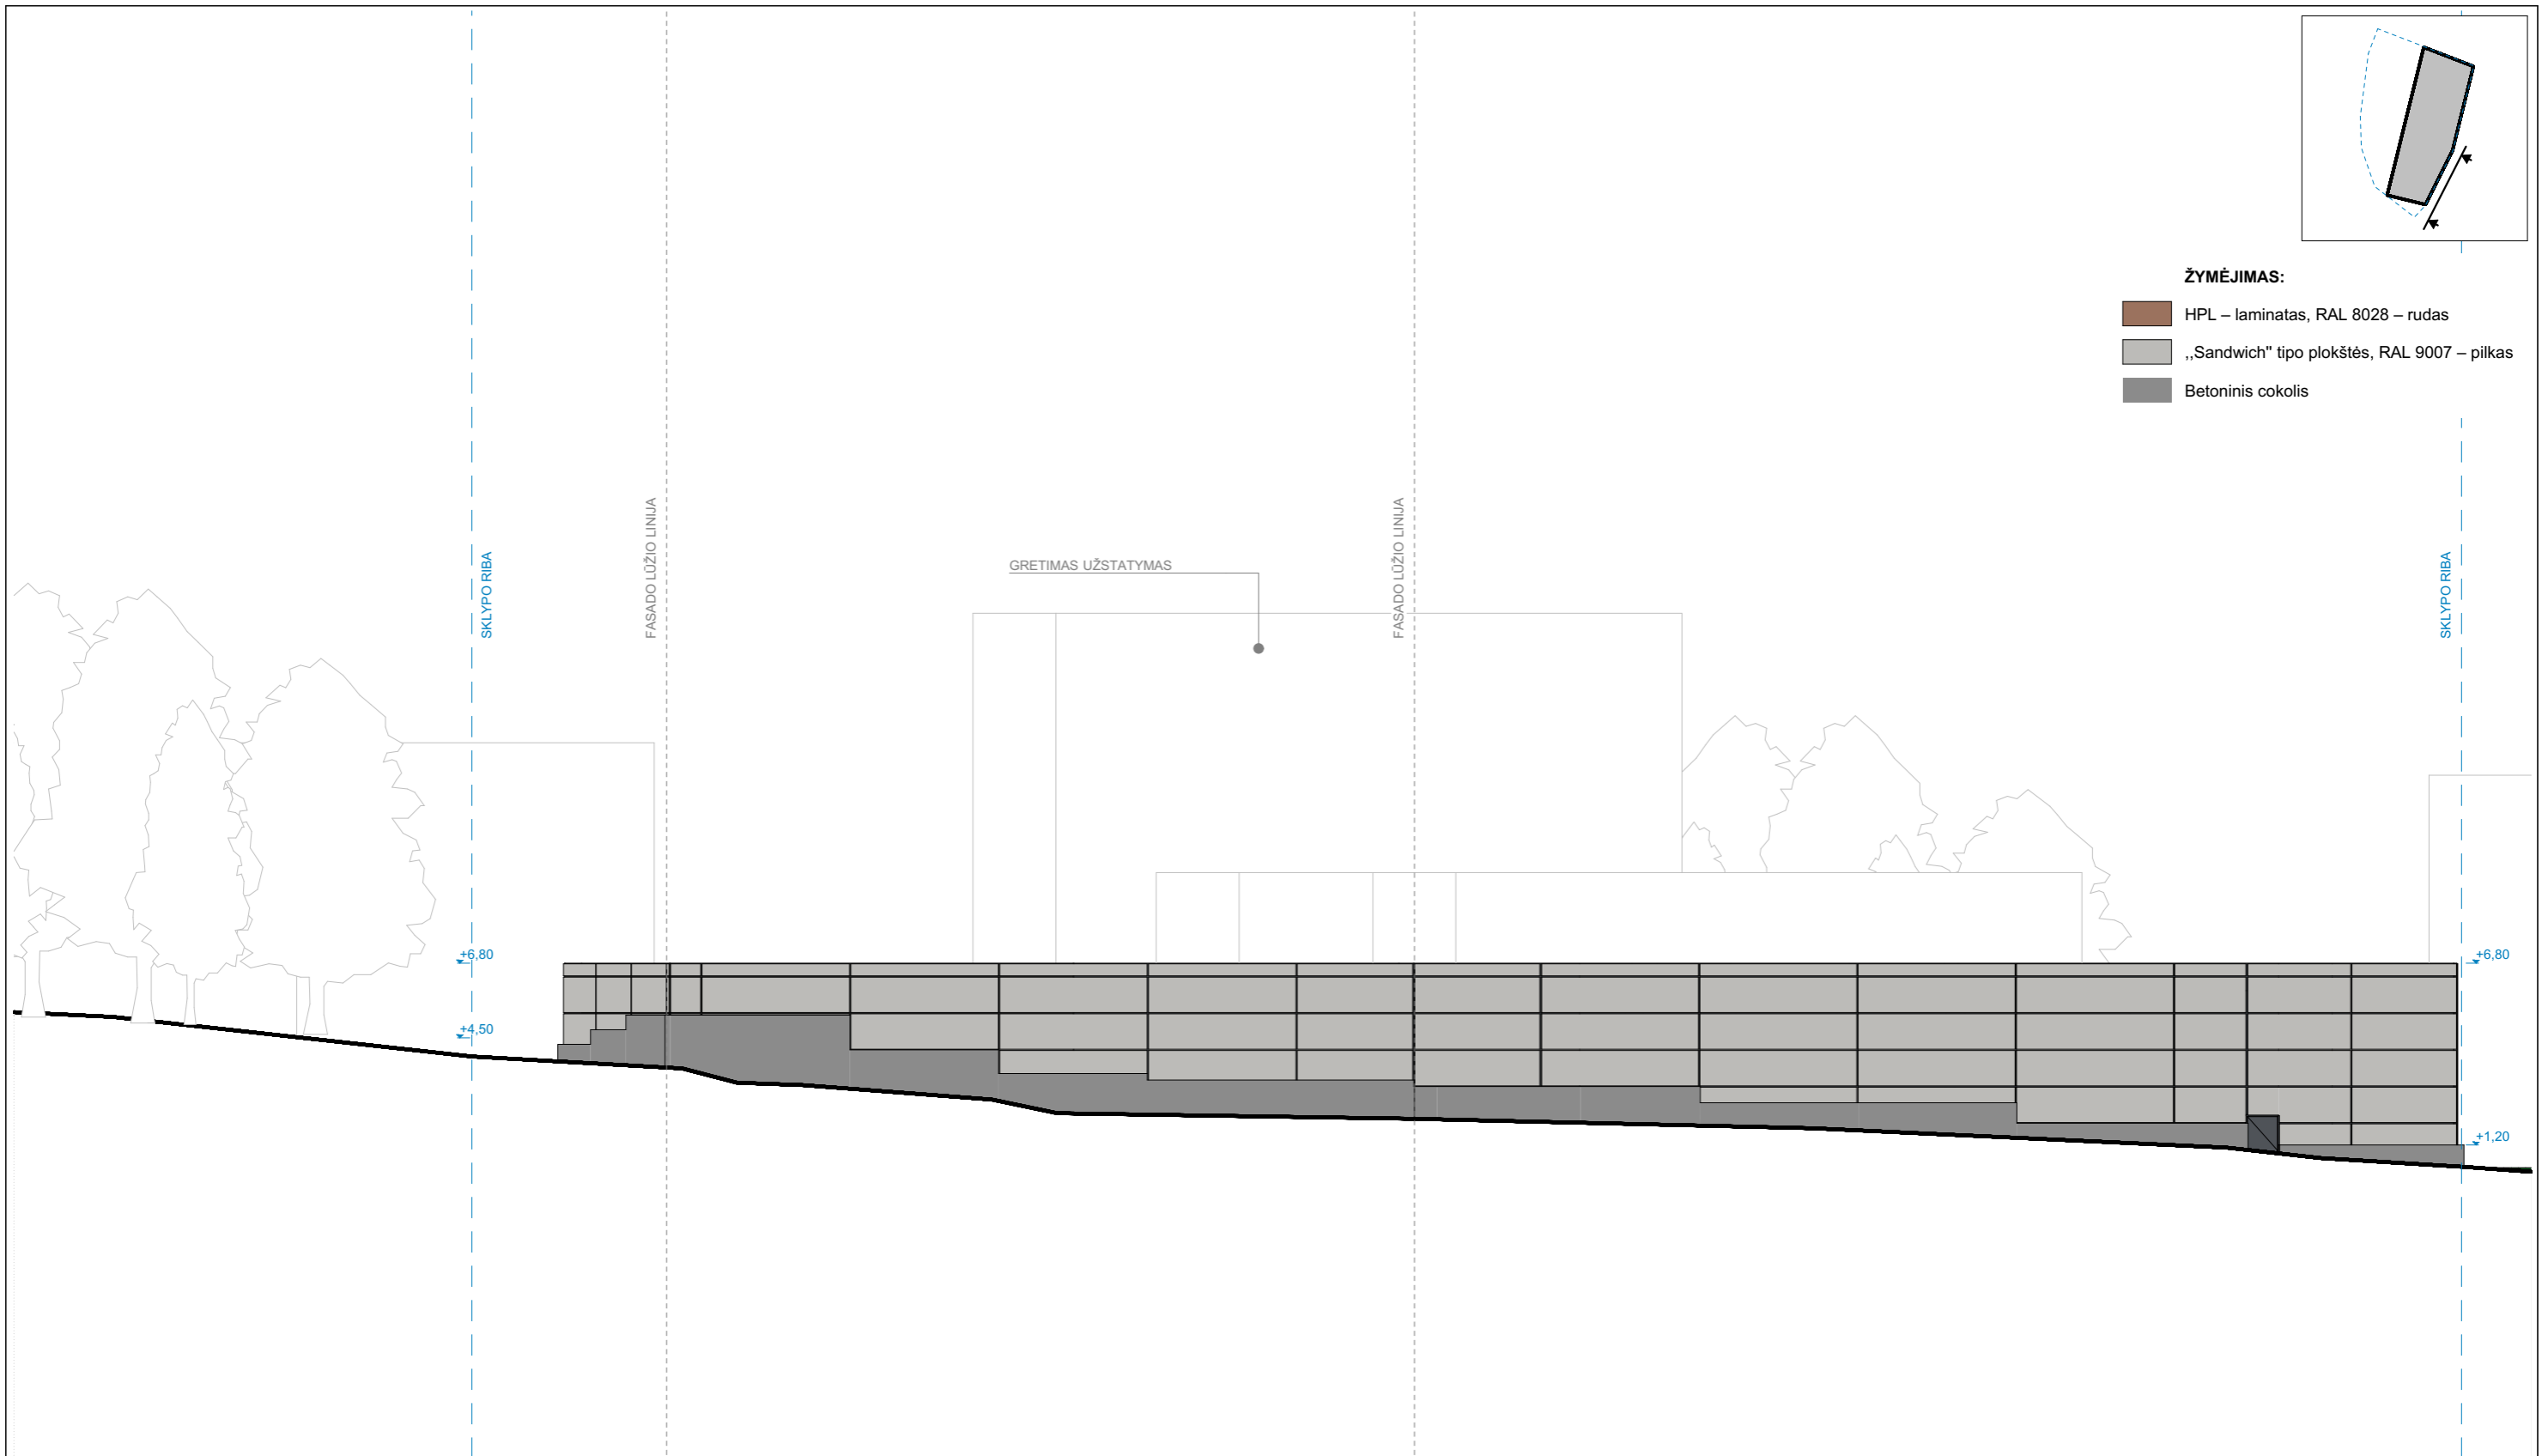 ŽYMĖJIMAS:
HPL – laminatas, RAL 8028 – rudas
,,Sandwich" tipo plokštės, RAL 9007 – pilkas
Betoninis cokolis
SKLYPO RIBA
FASADO LŪŽIO LINIJA
GRETIMAS UŽSTATYMAS
FASADO LŪŽIO LINIJA
SKLYPO RIBA
+6,80
+6,80
+4,50
+1,20